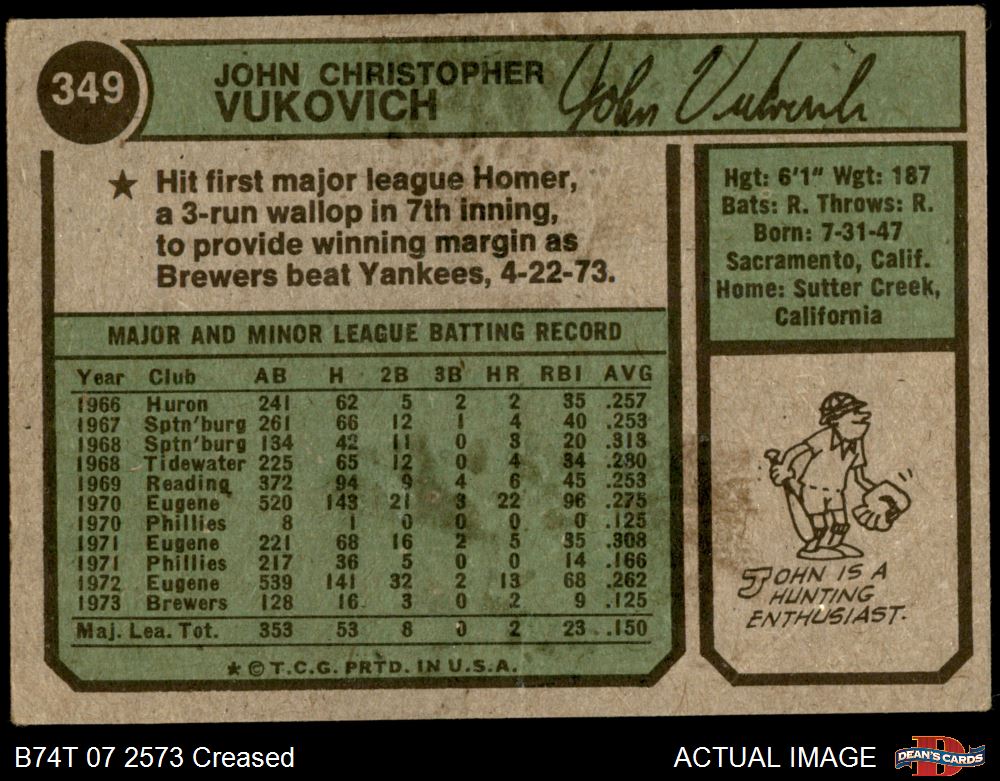 349
JOHN CHRISTOPHER
VUKOVICH
John Vukovich
★ Hit first major league Homer,
a 3-run wallop in 7th inning,
to provide winning margin as
Brewers beat Yankees, 4-22-73.
Hgt: 6'1" Wgt: 187
Bats: R. Throws: R.
Born: 7-31-47
Sacramento, Calif.
Home: Sutter Creek,
California
MAJOR AND MINOR LEAGUE BATTING RECORD
Year Club AB H 2B 3B HR RBI AVG
1966 Huron 241 62 5 2 2 35 .257
1967 Sptn'burg 261 66 12 1 4 40 .253
1968 Sptn'burg 134 42 11 0 3 20 .313
1968 Tidewater 225 65 12 0 4 34 .280
1969 Reading 372 94 9 4 6 45 .253
1970 Eugene 520 143 21 3 22 96 .275
1970 Phillies 8 1 0 0 0 0 .125
1971 Eugene 221 68 16 2 5 35 .308
1971 Phillies 217 36 5 0 0 14 .166
1972 Eugene 539 141 32 2 13 68 .262
1973 Brewers 128 16 3 0 2 9 .125
Maj. Lea. Tot. 353 53 8 0 2 23 .150
★ © T.C.G. PRTD. IN U.S.A.
JOHN IS A
HUNTING
ENTHUSIAST.
B74T 07 2573 Creased
ACTUAL IMAGE
D
DEAN'S CARDS